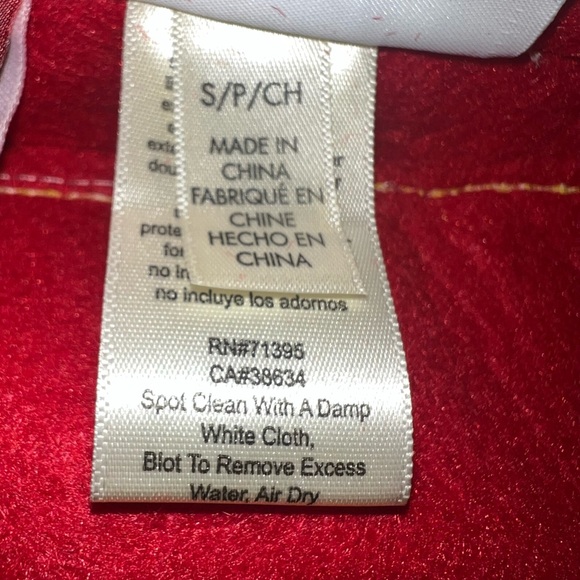 S/P/CH
MADE IN
CHINA
FABRIQUÉ EN
CHINE
HECHO EN
CHINA
no incluye los adornos
RN#71395
CA#38634
Spot Clean With A Damp
White Cloth,
Blot To Remove Excess
Water, Air Dry